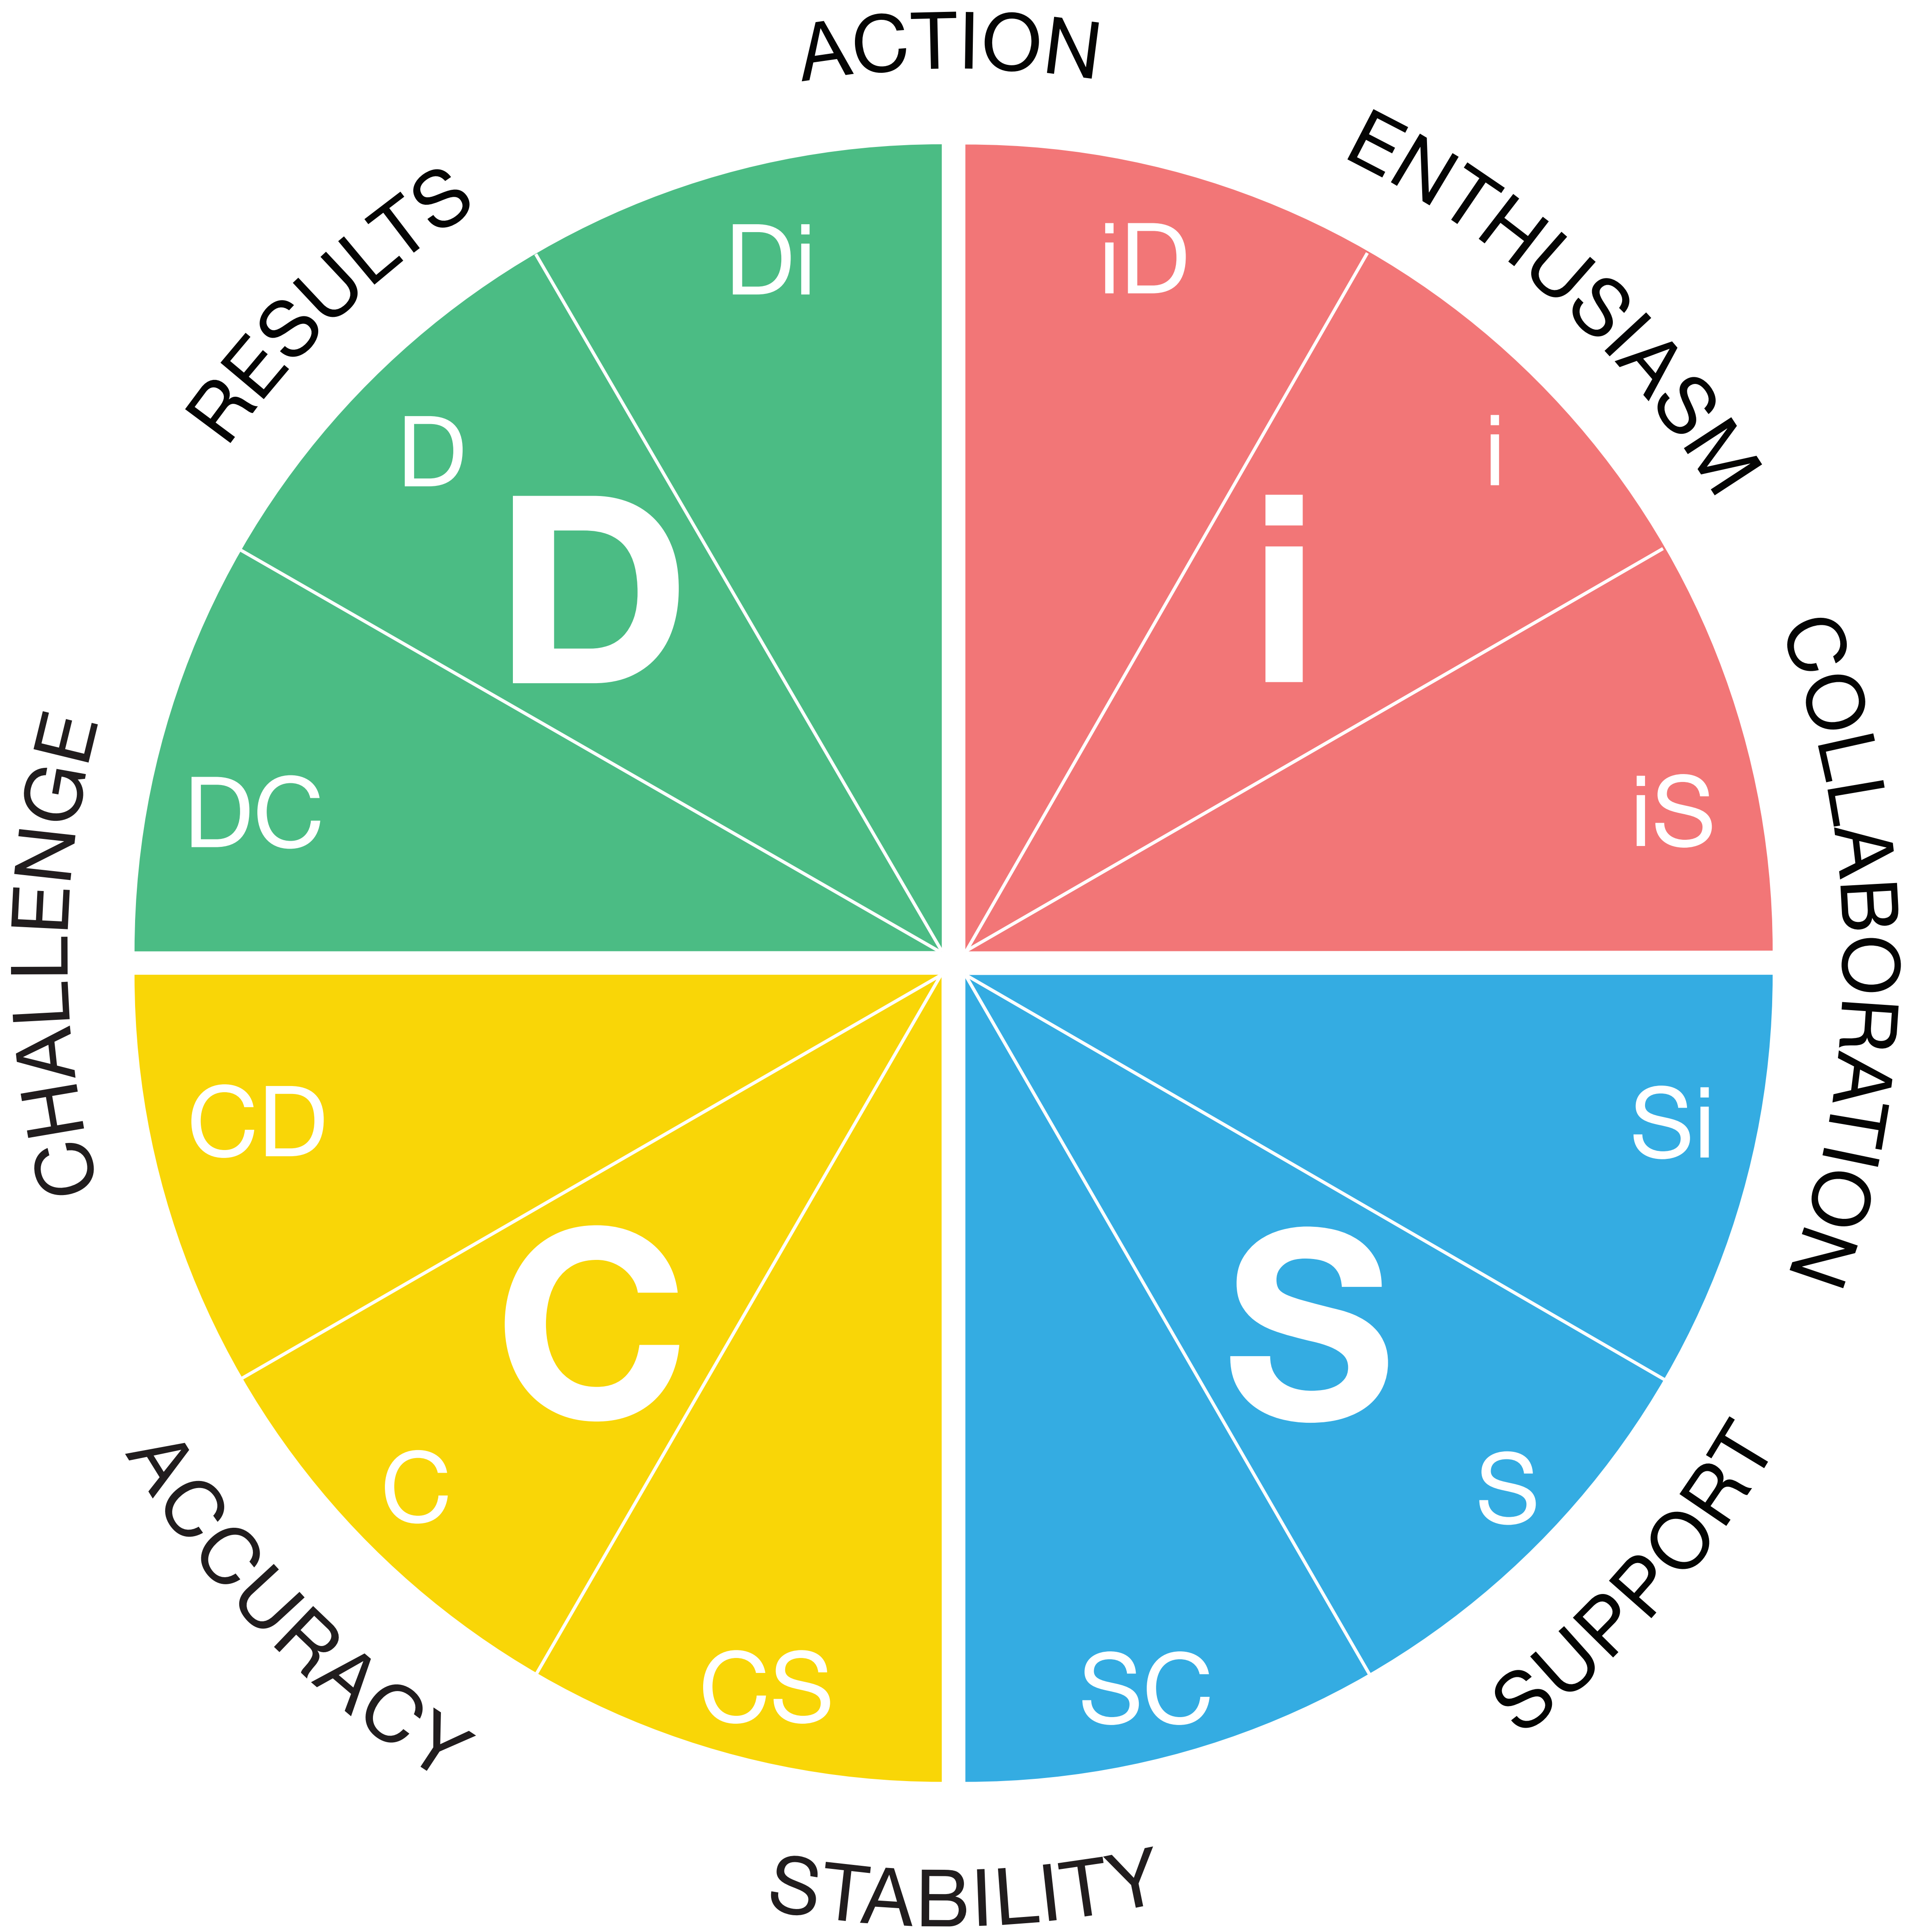 ACTION
ENTHUSIASM
COLLABORATION
SUPPORT
STABILITY
ACCURACY
CHALLENGE
RESULTS
Di
D
DC
D
iD
i
iS
i
CD
C
CS
C
Si
S
SC
S